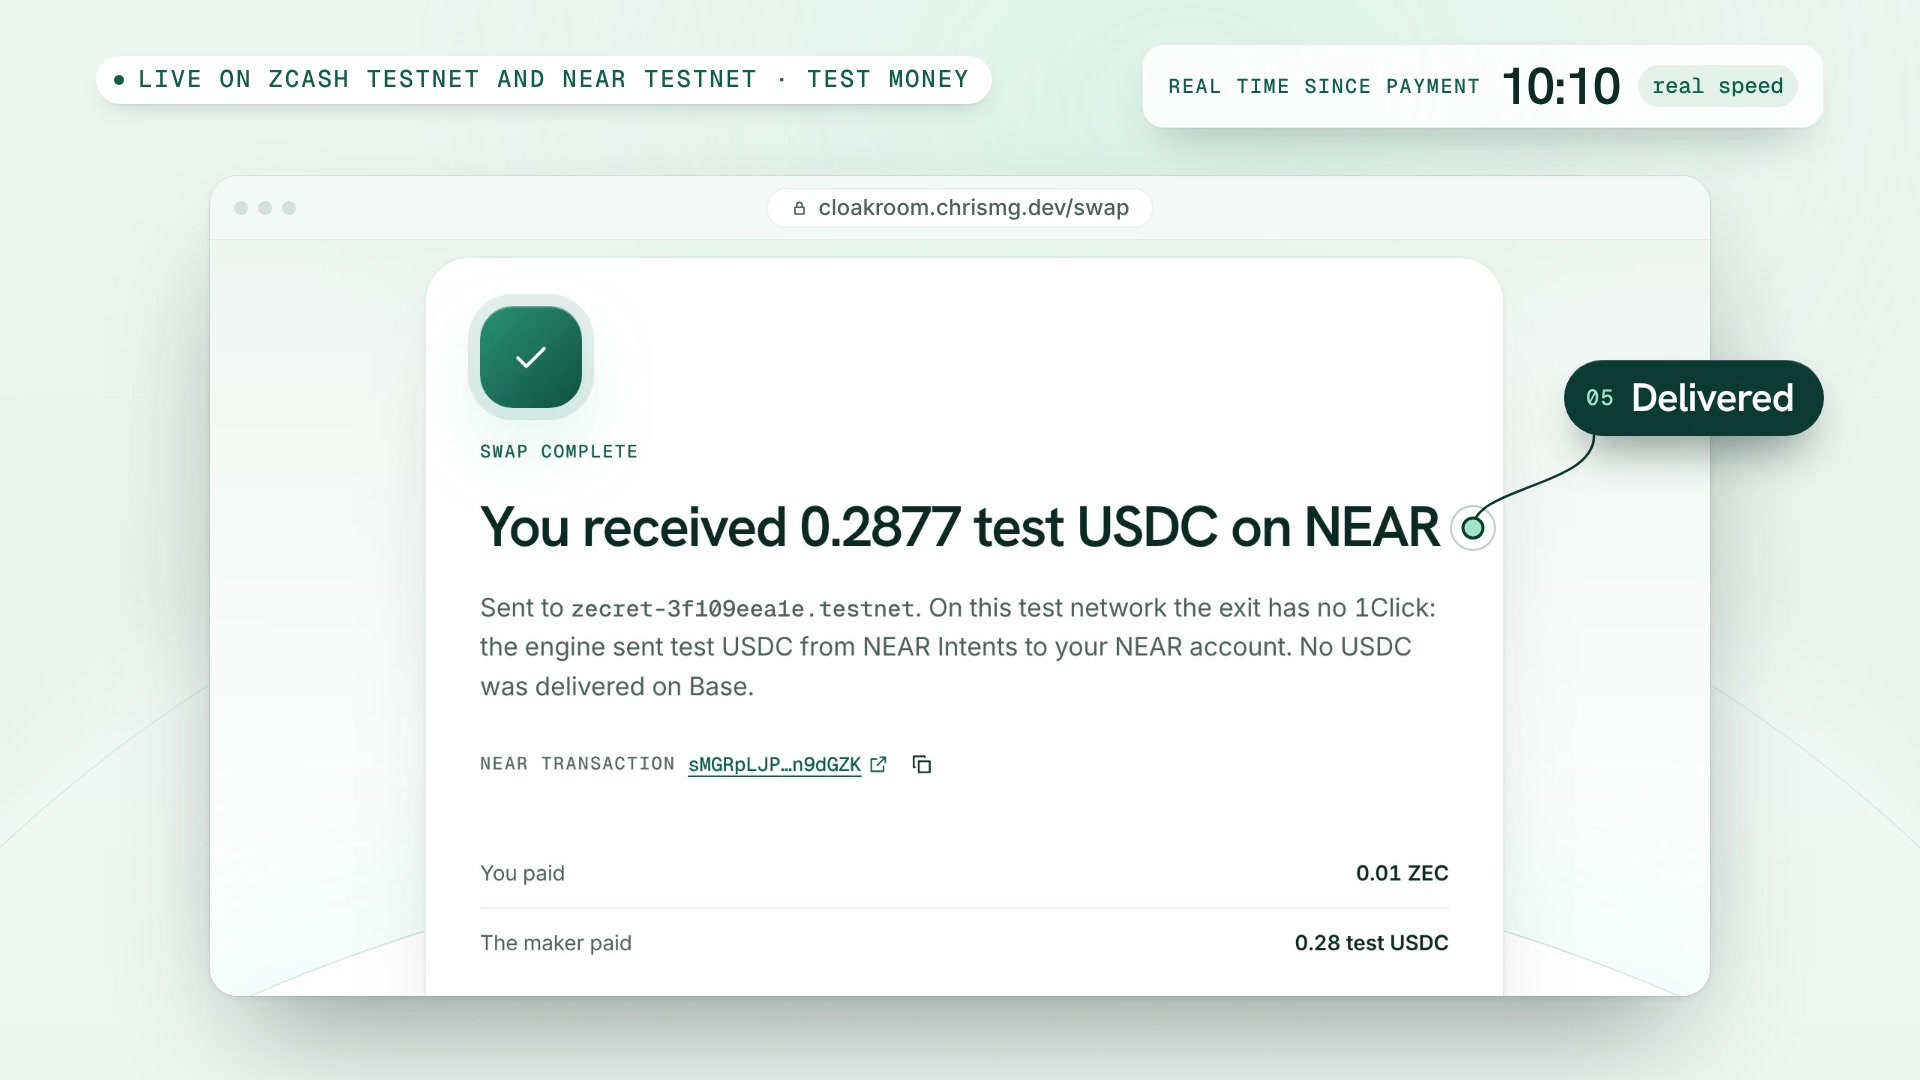 LIVE ON ZCASH TESTNET AND NEAR TESTNET · TEST MONEY
REAL TIME SINCE PAYMENT 10:10 real speed
cloakroom.chrismg.dev/swap
05 Delivered
SWAP COMPLETE
You received 0.2877 test USDC on NEAR
Sent to zecret-3f109eea1e.testnet. On this test network the exit has no 1Click:
the engine sent test USDC from NEAR Intents to your NEAR account. No USDC
was delivered on Base.
NEAR TRANSACTION sMGRpLJP…n9dGZK
You paid 0.01 ZEC
The maker paid 0.28 test USDC